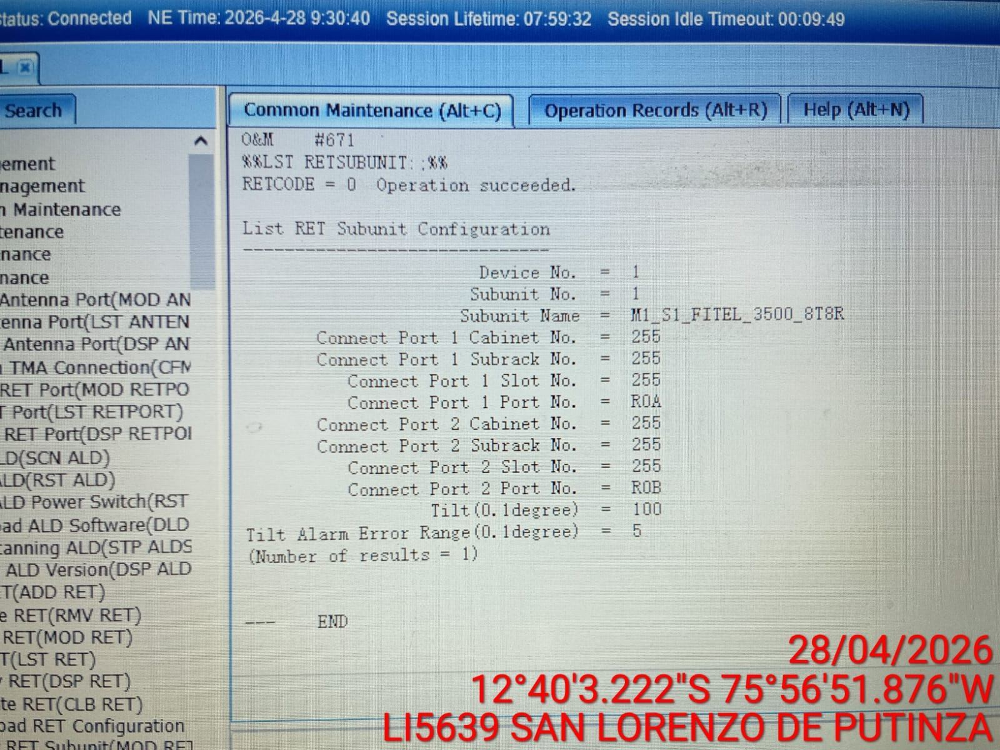 Status: Connected NE Time: 2026-4-28 9:30:40 Session Lifetime: 07:59:32 Session Idle Timeout: 00:09:49
L
Search
Common Maintenance (Alt+C)
Operation Records (Alt+R)
Help (Alt+N)
ement
nagement
n Maintenance
tenance
nance
nance
Antenna Port(MOD AN
enna Port(LST ANTEN
Antenna Port(DSP AN
TMA Connection(CFM
RET Port(MOD RETPO
T Port(LST RETPORT)
RET Port(DSP RETPOI
LD(SCN ALD)
ALD(RST ALD)
ALD Power Switch(RST
oad ALD Software(DLD
canning ALD(STP ALDS
ALD Version(DSP ALD
T(ADD RET)
e RET(RMV RET)
RET(MOD RET)
T(LST RET)
RET(DSP RET)
te RET(CLB RET)
oad RET Configuration
RET Subunit(MOD RET
O&M #671
%%LST RETSUBUNIT:;%%
RETCODE = 0 Operation succeeded.
List RET Subunit Configuration
------------------------------
Device No. = 1
Subunit No. = 1
Subunit Name = M1_S1_FITEL_3500_8T8R
Connect Port 1 Cabinet No. = 255
Connect Port 1 Subrack No. = 255
Connect Port 1 Slot No. = 255
Connect Port 1 Port No. = R0A
Connect Port 2 Cabinet No. = 255
Connect Port 2 Subrack No. = 255
Connect Port 2 Slot No. = 255
Connect Port 2 Port No. = R0B
Tilt(0.1degree) = 100
Tilt Alarm Error Range(0.1degree) = 5
(Number of results = 1)
--- END
28/04/2026
12°40'3.222"S 75°56'51.876"W
LI5639 SAN LORENZO DE PUTINZA